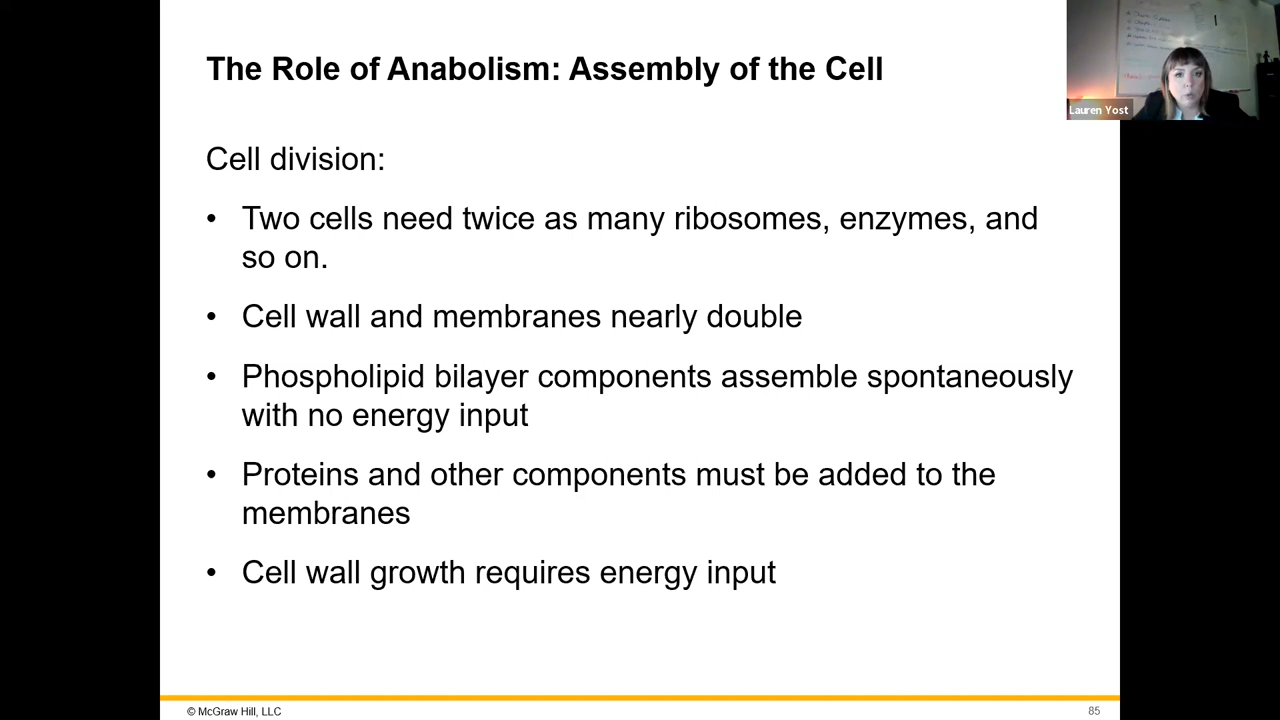 The Role of Anabolism: Assembly of the Cell
Lauren Yost
Cell division:
• Two cells need twice as many ribosomes, enzymes, and
so on.
• Cell wall and membranes nearly double
• Phospholipid bilayer components assemble spontaneously
with no energy input
• Proteins and other components must be added to the
membranes
• Cell wall growth requires energy input
© McGraw Hill, LLC
85